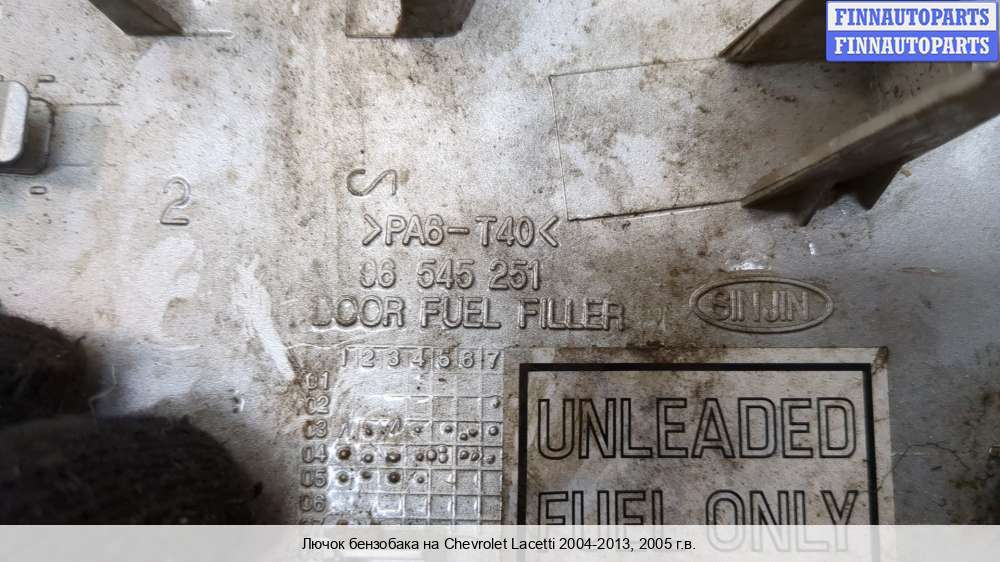 FINNAUTOPARTS
FINNAUTOPARTS
2
S
>PA6-T40<
96 545 251
DOOR FUEL FILLER
SINJIN
1 2 3 4 5 6 7
01
02
03
04
05
06
UNLEADED
FUEL ONLY
Лючок бензобака на Chevrolet Lacetti 2004-2013, 2005 г.в.